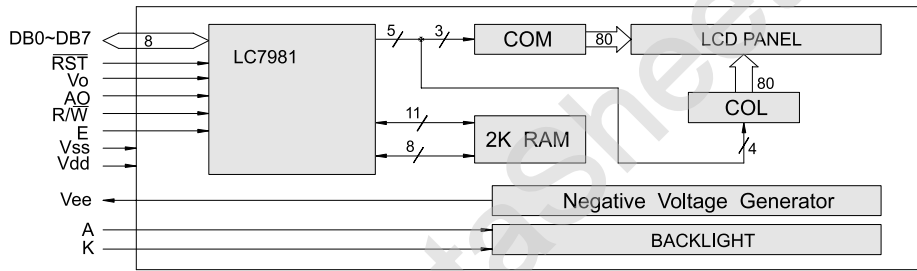 DB0~DB7
8
RST
Vo
AO
R/W
E
Vss
Vdd
Vee
A
K
LC7981
5
3
COM
80
LCD PANEL
80
COL
11
8
2K RAM
4
Negative Voltage Generator
BACKLIGHT
taSheet